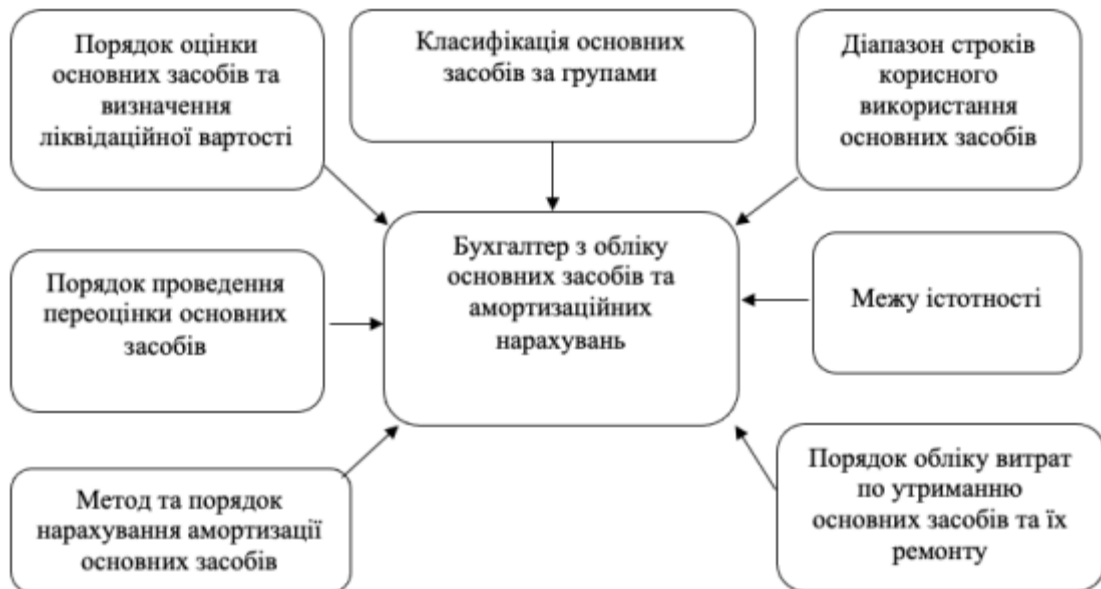 Порядок оцінки
основних засобів та
визначення
ліквідаційної вартості
Класифікація основних
засобів за групами
Діапазон строків
корисного
використання
основних засобів
Порядок проведення
переоцінки основних
засобів
Бухгалтер з обліку
основних засобів та
амортизаційних
нарахувань
Межу істотності
Метод та порядок
нарахування амортизації
основних засобів
Порядок обліку витрат
по утриманню
основних засобів та їх
ремонту